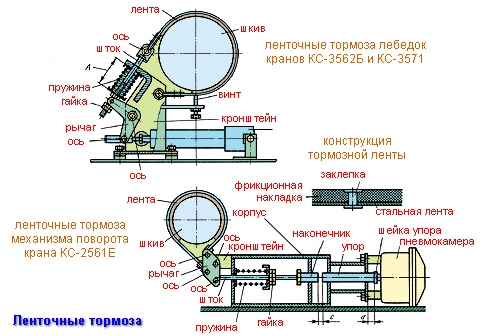 лента
ось
шкив
шток
A
пружина
гайка
рычаг
ось
ось
винт
кронштейн
ленточные тормоза лебедок
кранов КС-3562Б и КС-3571
конструкция
тормозной ленты
заклепка
фрикционная
накладка
стальная лента
лента
ленточные тормоза
механизма поворота
крана КС-2561Е
шкив
ось
рычаг
ось
ось
кронштейн
шток
пружина
корпус
гайка
наконечник
упор
шейка упора
пневмокамера
с
е
Ленточные тормоза